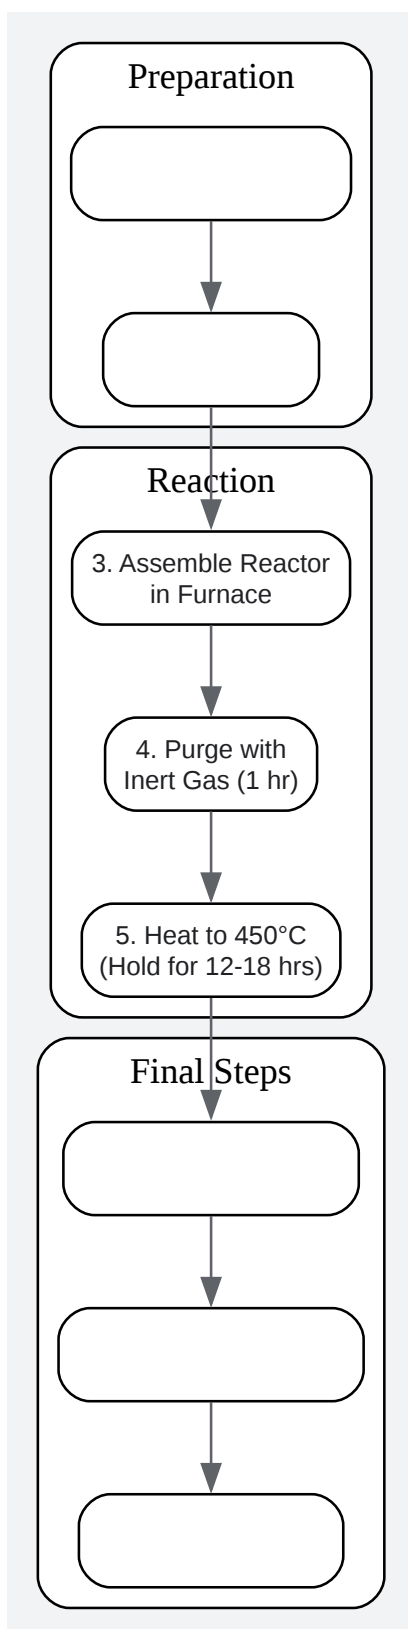 Preparation
Reaction
3. Assemble Reactor
in Furnace
4. Purge with
Inert Gas (1 hr)
5. Heat to 450°C
(Hold for 12-18 hrs)
Final Steps